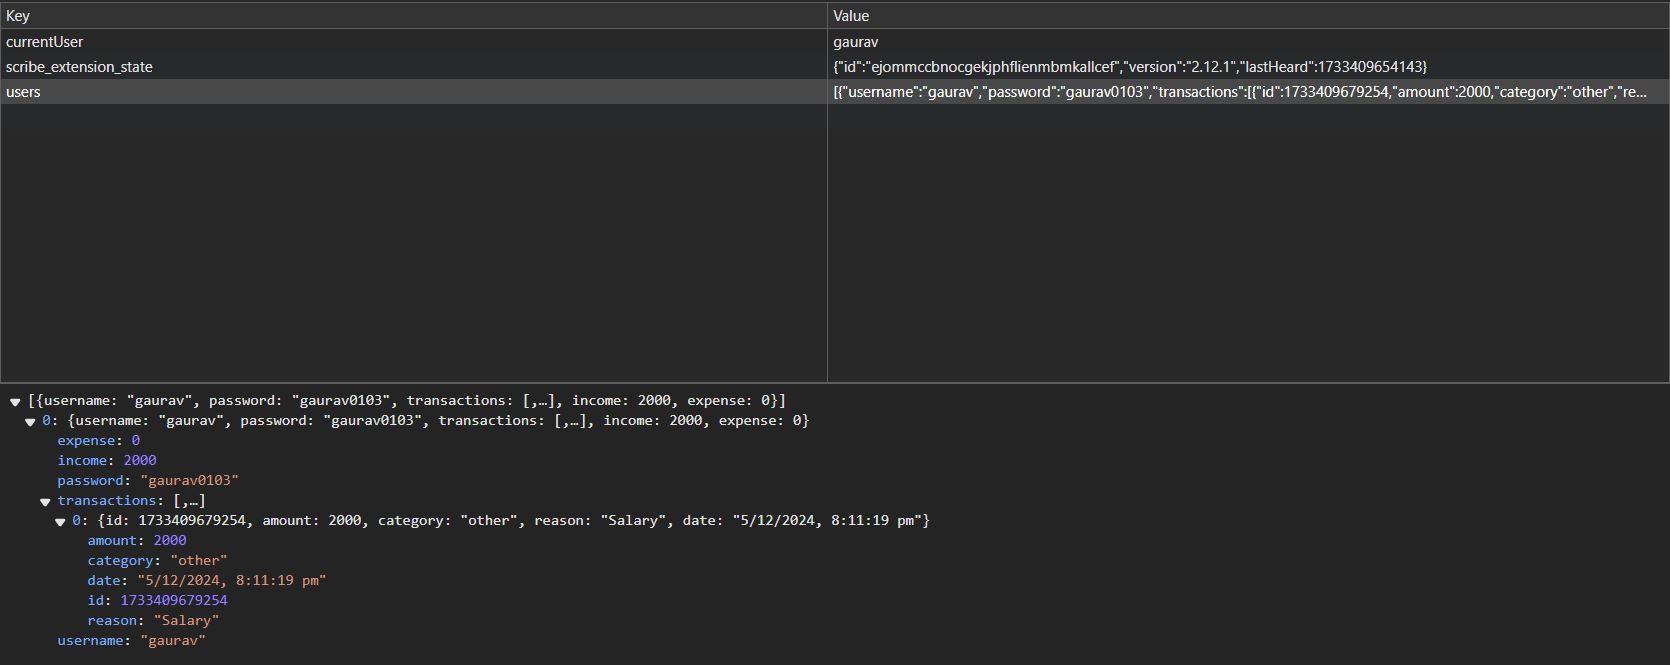 Key Value
currentUser gaurav
scribe_extension_state {"id":"ejommccbnocgekjphflienmbmkallcef","version":"2.12.1","lastHeard":1733409654143}
users [{"username":"gaurav","password":"gaurav0103","transactions":[{"id":1733409679254,"amount":2000,"category":"other","re...
[{username: "gaurav", password: "gaurav0103", transactions: [,…], income: 2000, expense: 0}]
0: {username: "gaurav", password: "gaurav0103", transactions: [,…], income: 2000, expense: 0}
expense: 0
income: 2000
password: "gaurav0103"
transactions: [,…]
0: {id: 1733409679254, amount: 2000, category: "other", reason: "Salary", date: "5/12/2024, 8:11:19 pm"}
amount: 2000
category: "other"
date: "5/12/2024, 8:11:19 pm"
id: 1733409679254
reason: "Salary"
username: "gaurav"